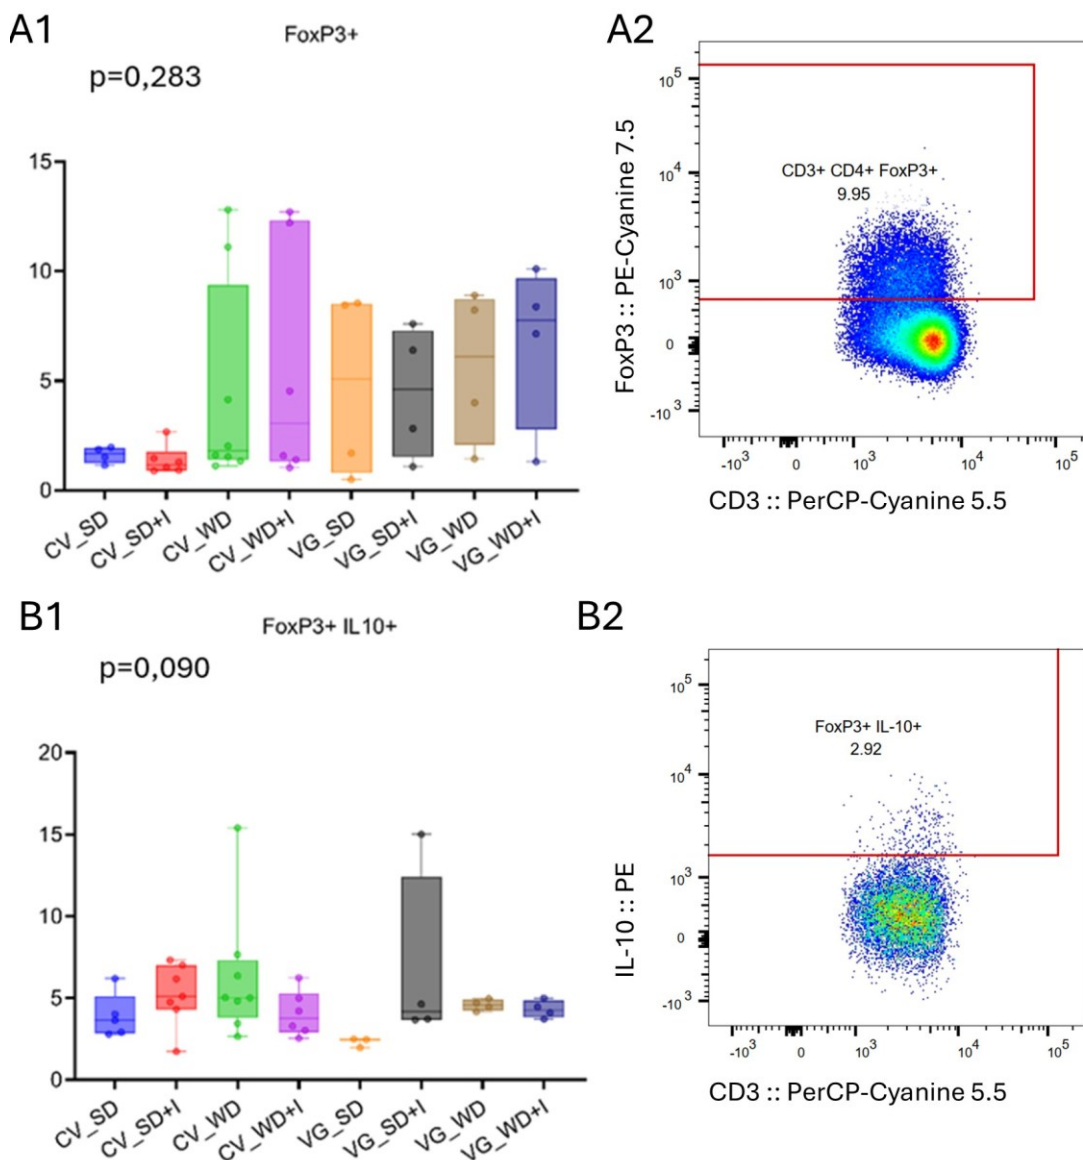 A1
FoxP3+
p=0,283
15
10
5
0
CV_SD
CV_SD+I
CV_WD
CV_WD+I
VG_SD
VG_SD+I
VG_WD
VG_WD+I
A2
FoxP3 :: PE-Cyanine 7.5
10^5
10^4
10^3
0
-10^3
CD3+ CD4+ FoxP3+
9.95
-10^3 0 10^3 10^4 10^5
CD3 :: PerCP-Cyanine 5.5
B1
FoxP3+ IL10+
p=0,090
20
15
10
5
0
CV_SD
CV_SD+I
CV_WD
CV_WD+I
VG_SD
VG_SD+I
VG_WD
VG_WD+I
B2
IL-10 :: PE
10^5
10^4
10^3
0
-10^3
FoxP3+ IL-10+
2.92
-10^3 0 10^3 10^4 10^5
CD3 :: PerCP-Cyanine 5.5